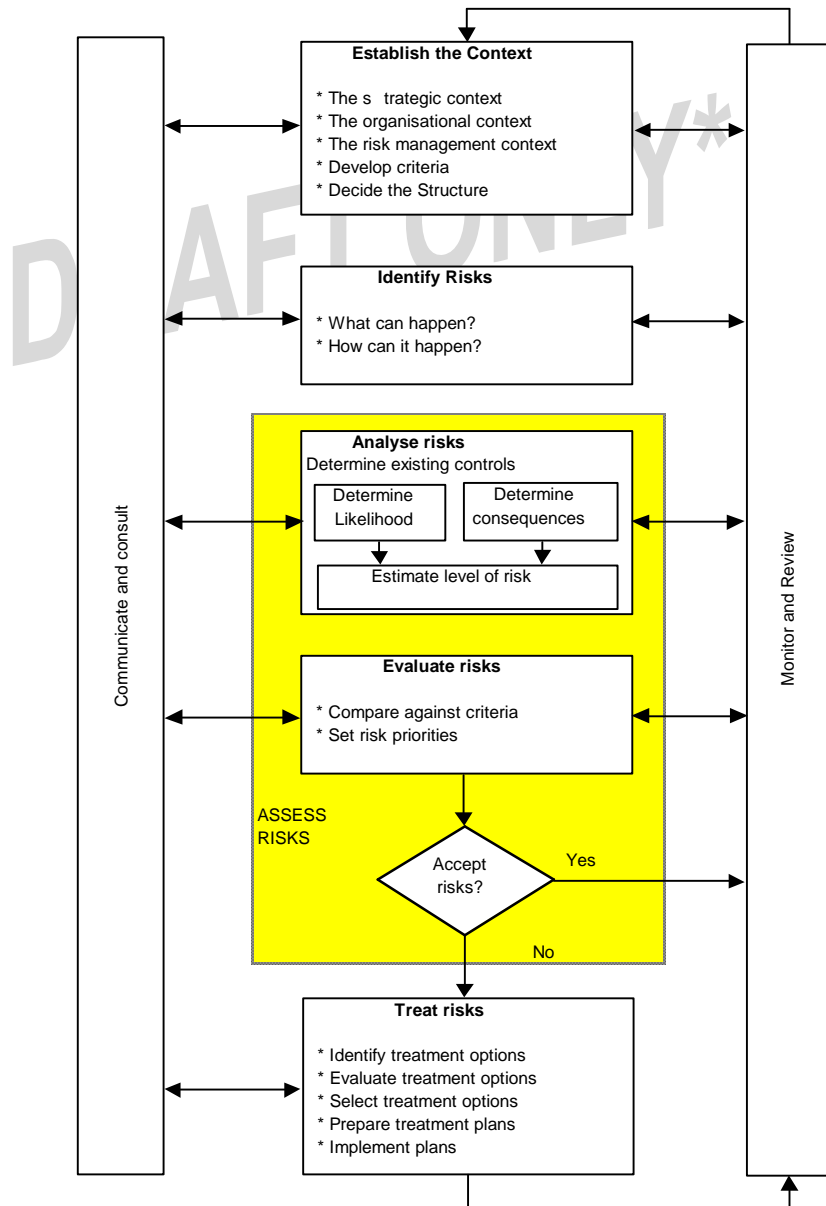 Establish the Context
* The s trategic context
* The organisational context
* The risk management context
* Develop criteria
* Decide the Structure
DRAFT ONLY*
Identify Risks
* What can happen?
* How can it happen?
Analyse risks
Determine existing controls
Determine
Likelihood
Determine
consequences
Estimate level of risk
Communicate and consult
Monitor and Review
Evaluate risks
* Compare against criteria
* Set risk priorities
ASSESS
RISKS
Accept
risks?
Yes
No
Treat risks
* Identify treatment options
* Evaluate treatment options
* Select treatment options
* Prepare treatment plans
* Implement plans